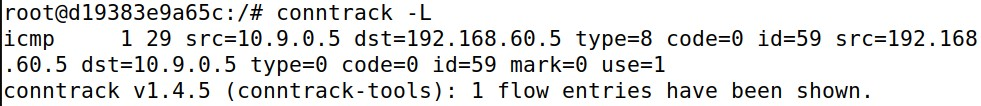 root@d19383e9a65c:/# conntrack -L
icmp     1 29 src=10.9.0.5 dst=192.168.60.5 type=8 code=0 id=59 src=192.168
.60.5 dst=10.9.0.5 type=0 code=0 id=59 mark=0 use=1
conntrack v1.4.5 (conntrack-tools): 1 flow entries have been shown.